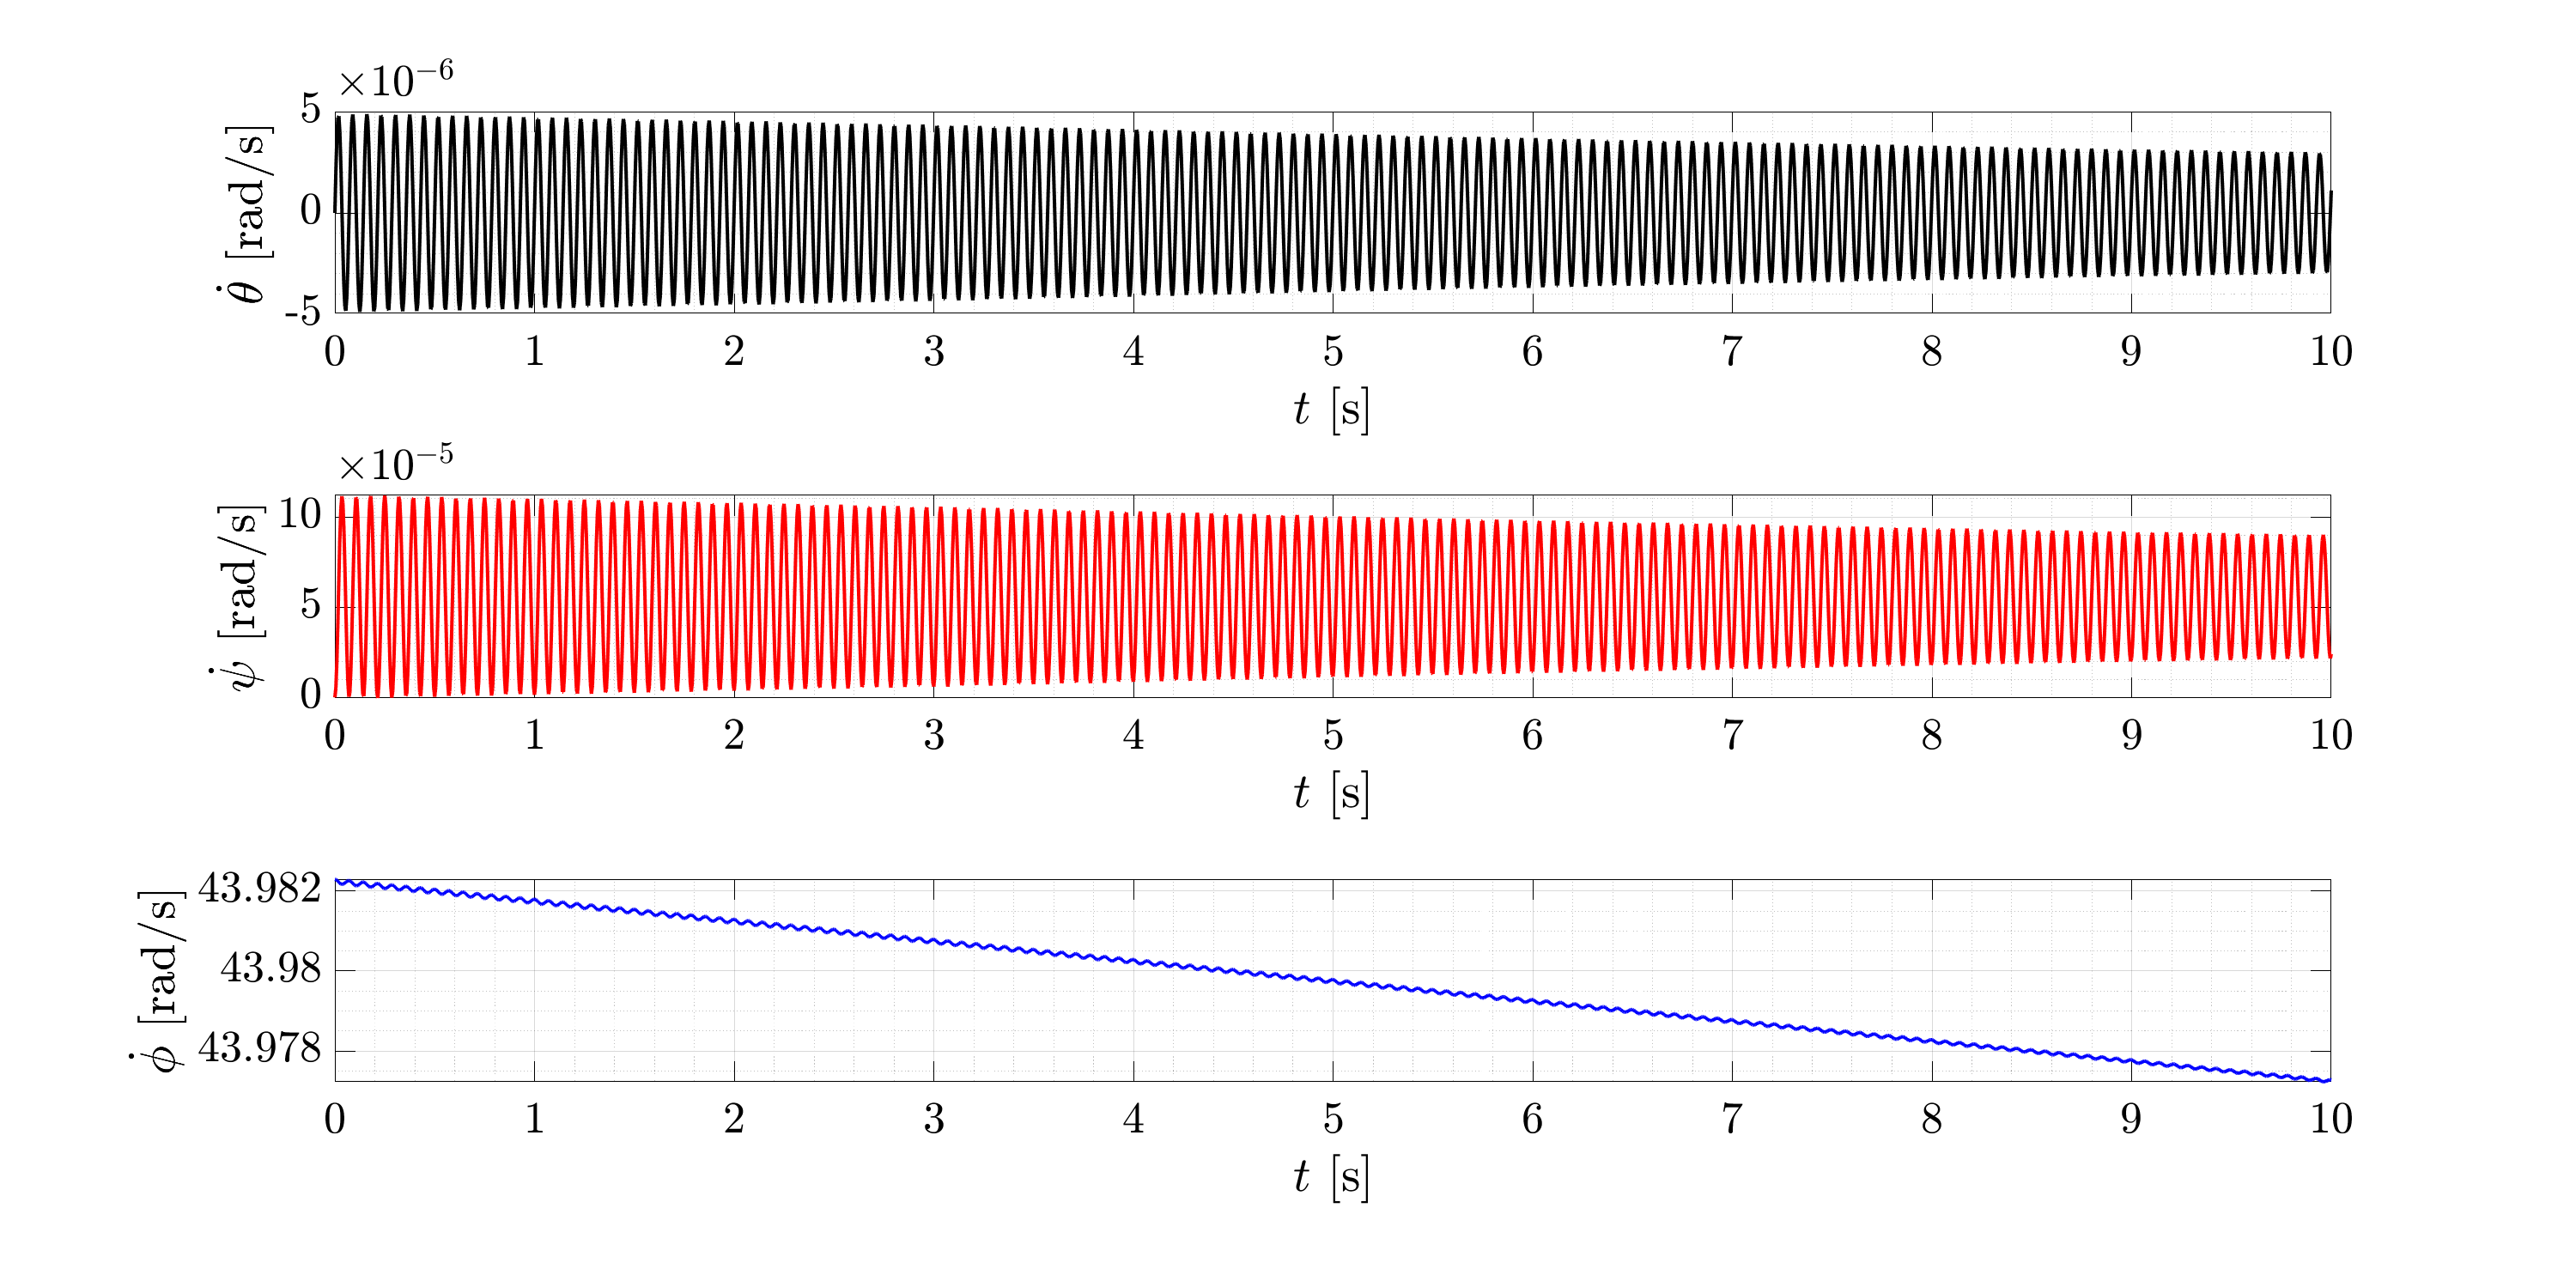 ×10⁻⁶
5
0
-5
θ̇ [rad/s]
0 1 2 3 4 5 6 7 8 9 10
t [s]
×10⁻⁵
10
5
0
ψ̇ [rad/s]
0 1 2 3 4 5 6 7 8 9 10
t [s]
43.982
43.98
43.978
ϕ̇ [rad/s]
0 1 2 3 4 5 6 7 8 9 10
t [s]